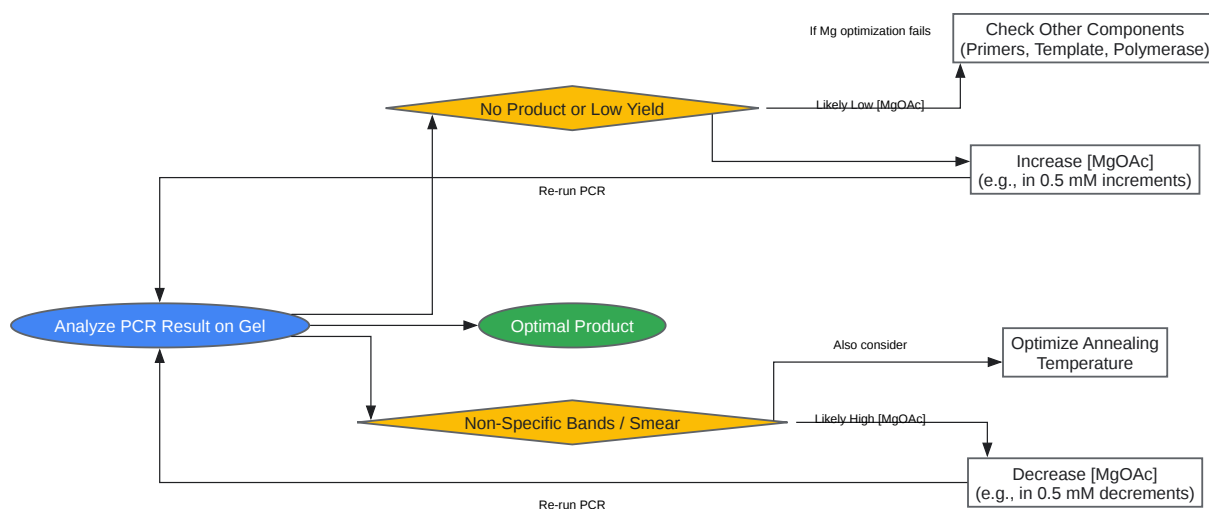 If Mg optimization fails
Check Other Components
(Primers, Template, Polymerase)
No Product or Low Yield
Likely Low [MgOAc]
Increase [MgOAc]
(e.g., in 0.5 mM increments)
Re-run PCR
Analyze PCR Result on Gel
Optimal Product
Also consider
Optimize Annealing
Temperature
Non-Specific Bands / Smear
Likely High [MgOAc]
Decrease [MgOAc]
(e.g., in 0.5 mM decrements)
Re-run PCR